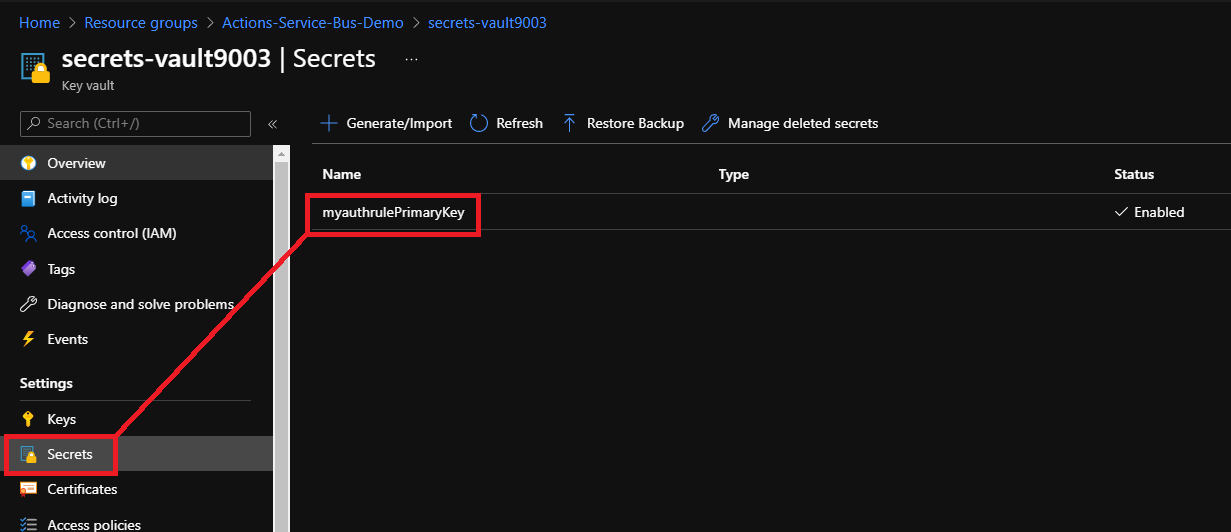 Home > Resource groups > Actions-Service-Bus-Demo > secrets-vault9003
secrets-vault9003 | Secrets ...
Key vault
Search (Ctrl+/) «
Generate/Import Refresh Restore Backup Manage deleted secrets
Overview
Activity log
Access control (IAM)
Tags
Diagnose and solve problems
Events
Settings
Keys
Secrets
Certificates
Access policies
Name Type Status
myauthrulePrimaryKey Enabled